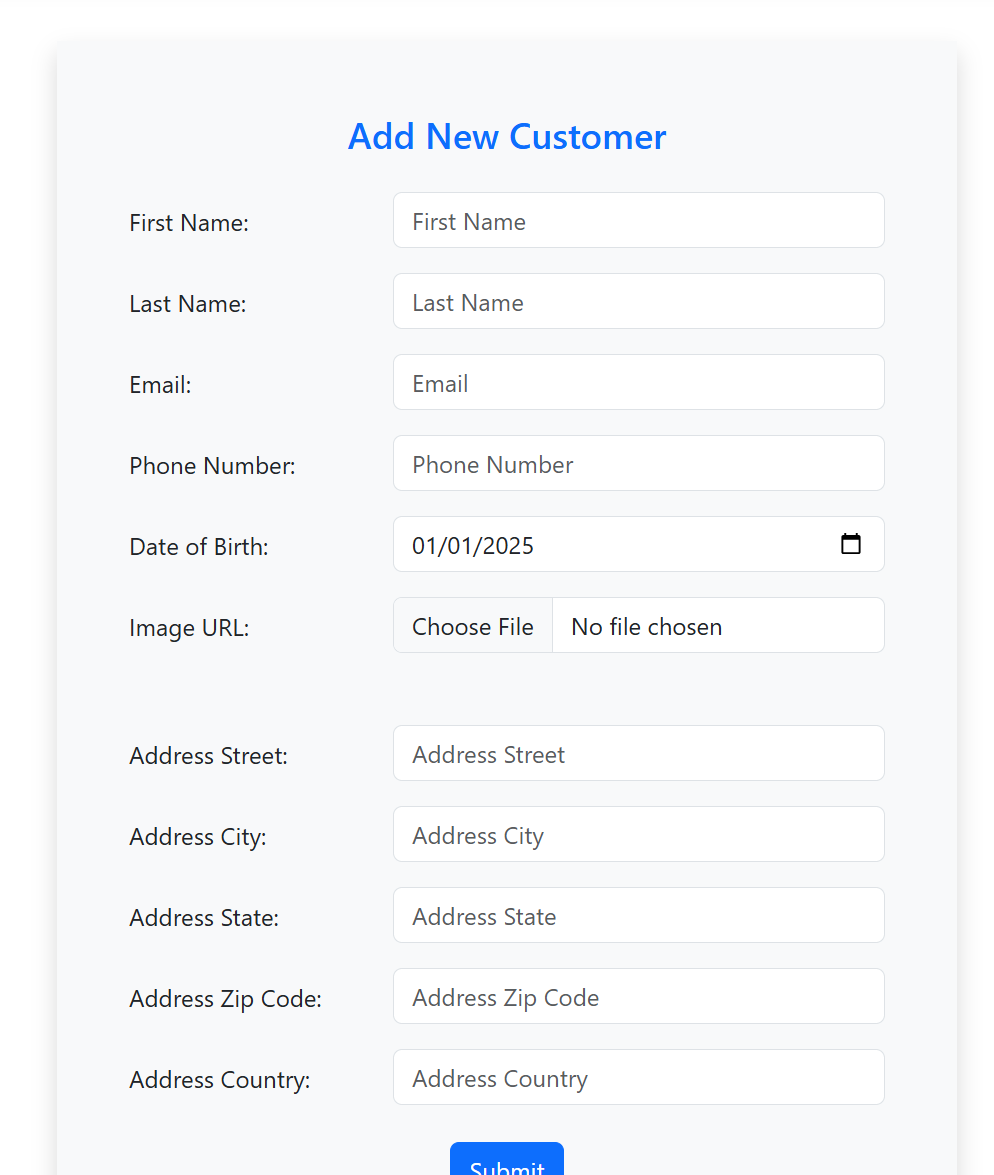 Add New Customer
First Name: First Name
Last Name: Last Name
Email: Email
Phone Number: Phone Number
Date of Birth: 01/01/2025
Image URL: Choose File No file chosen
Address Street: Address Street
Address City: Address City
Address State: Address State
Address Zip Code: Address Zip Code
Address Country: Address Country
Submit